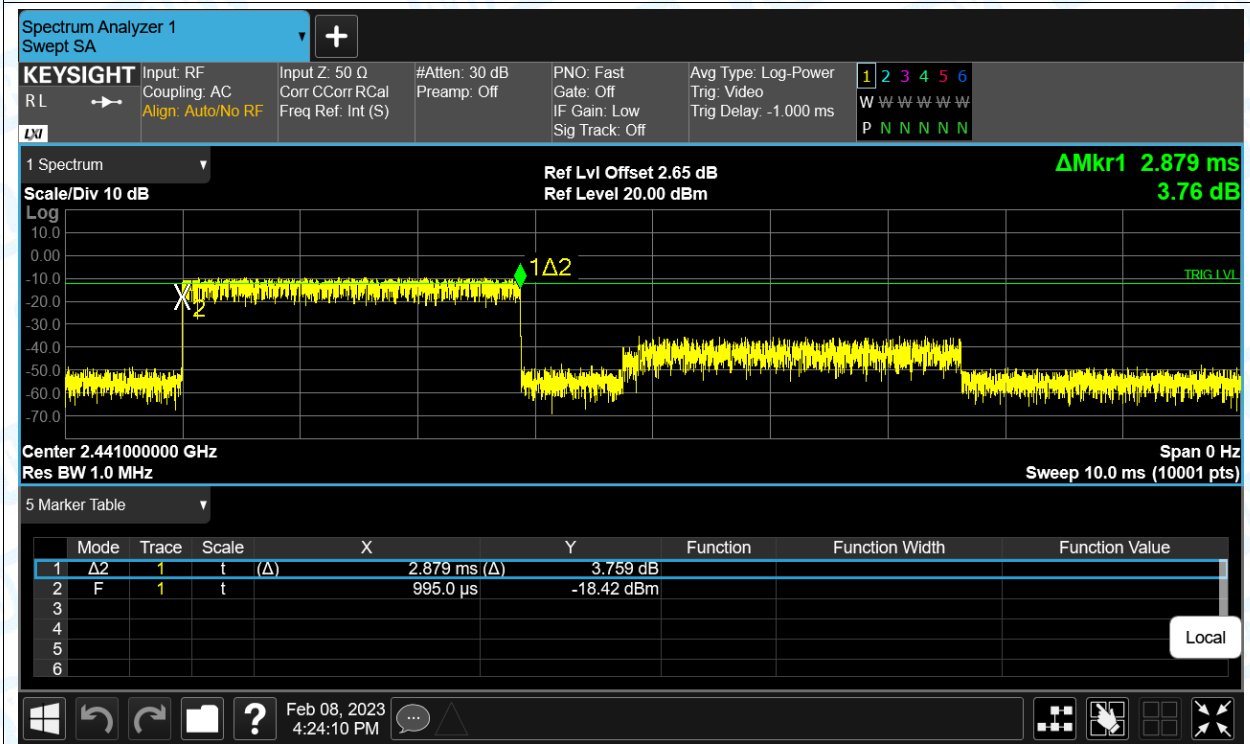 Spectrum Analyzer 1
Swept SA
+
KEYSIGHT
R L
LXI
Input: RF
Coupling: AC
Align: Auto/No RF
Input Z: 50 Ω
Corr CCorr RCal
Freq Ref: Int (S)
#Atten: 30 dB
Preamp: Off
PNO: Fast
Gate: Off
IF Gain: Low
Sig Track: Off
Avg Type: Log-Power
Trig: Video
Trig Delay: -1.000 ms
1 2 3 4 5 6
W W W W W W
P N N N N N
1 Spectrum
Scale/Div 10 dB
Ref Lvl Offset 2.65 dB
Ref Level 20.00 dBm
ΔMkr1 2.879 ms
3.76 dB
Log
10.0
0.00
-10.0
-20.0
-30.0
-40.0
-50.0
-60.0
-70.0
1Δ2
X
2
TRIG LVL
Center 2.441000000 GHz
Res BW 1.0 MHz
Span 0 Hz
Sweep 10.0 ms (10001 pts)
5 Marker Table
Mode Trace Scale X Y Function Function Width Function Value
1 Δ2 1 t (Δ) 2.879 ms (Δ) 3.759 dB
2 F 1 t 995.0 µs -18.42 dBm
3
4
5
6
Local
?
Feb 08, 2023
4:24:10 PM